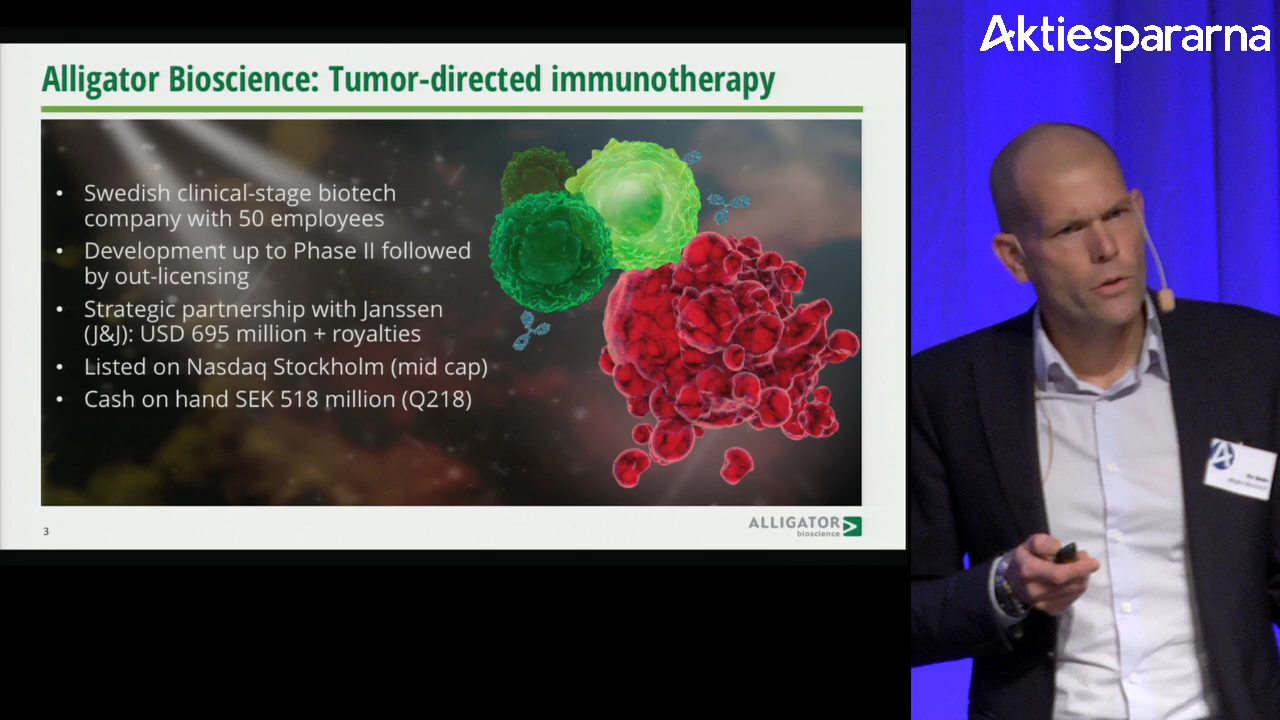 Aktiespararna
Alligator Bioscience: Tumor-directed immunotherapy
• Swedish clinical-stage biotech
company with 50 employees
• Development up to Phase II followed
by out-licensing
• Strategic partnership with Janssen
(J&J): USD 695 million + royalties
• Listed on Nasdaq Stockholm (mid cap)
• Cash on hand SEK 518 million (Q218)
3
ALLIGATOR
bioscience